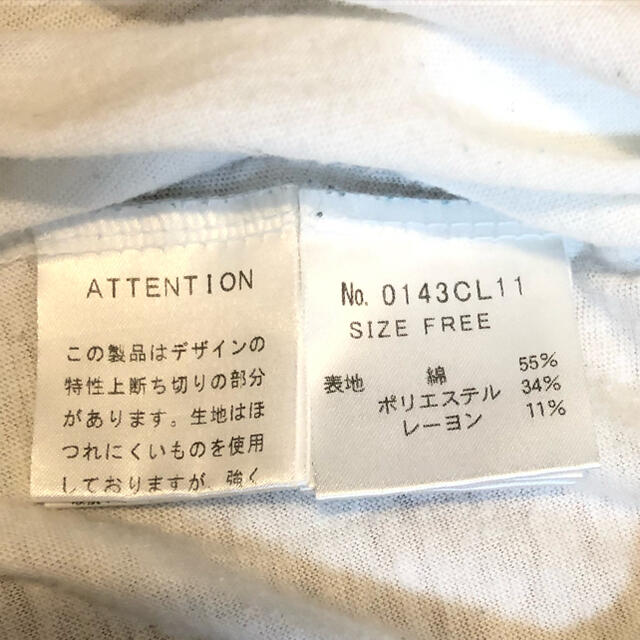 ATTENTION
この製品はデザインの
特性上断ち切りの部分
があります。生地はほ
つれにくいものを使用
しておりますが、強く
No. 0143CL11
SIZE FREE
表地 綿 55%
ポリエステル 34%
レーヨン 11%